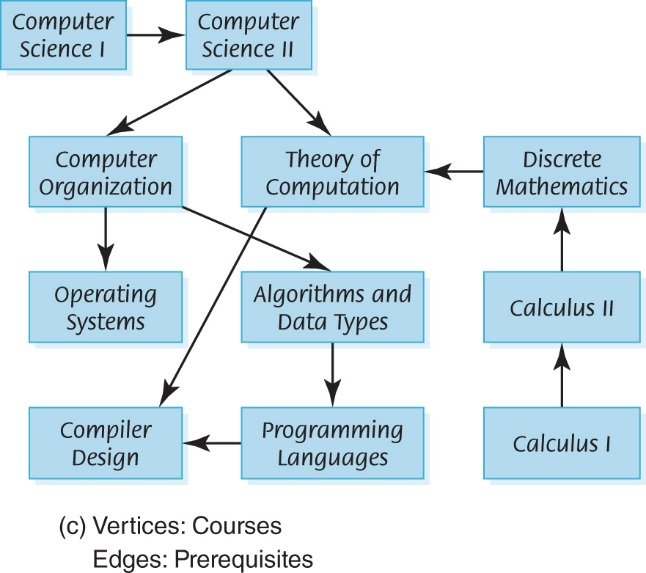 Computer
Science I
Computer
Science II
Computer
Organization
Theory of
Computation
Discrete
Mathematics
Operating
Systems
Algorithms and
Data Types
Calculus II
Compiler
Design
Programming
Languages
Calculus I
(c) Vertices: Courses
Edges: Prerequisites